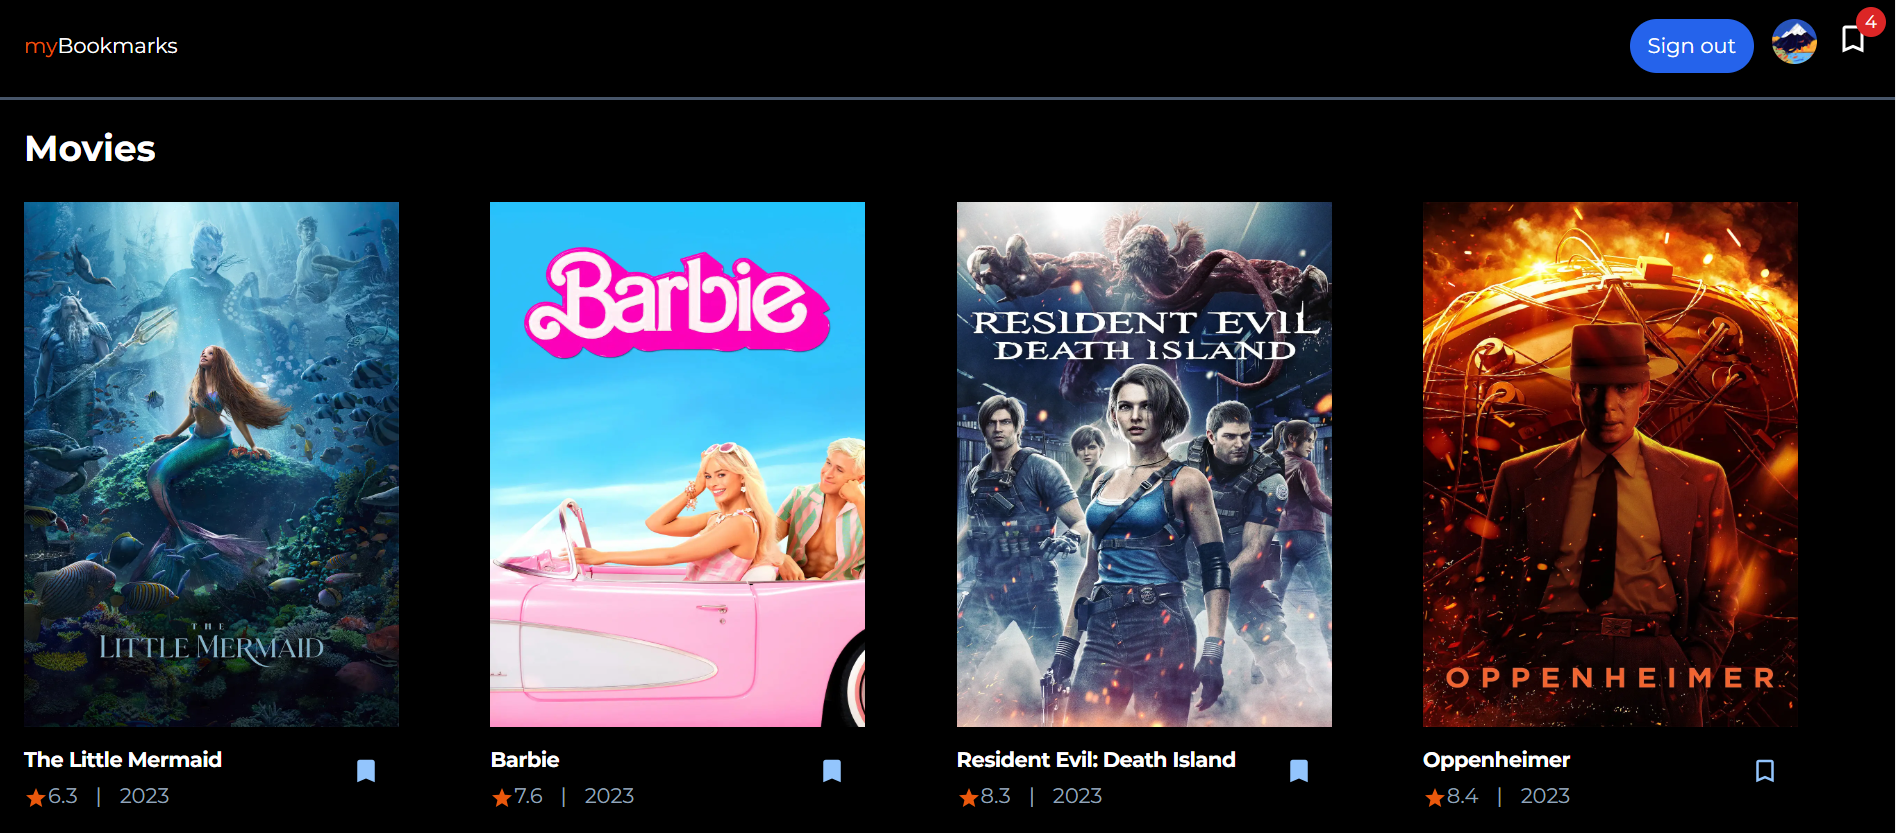 myBookmarks
Sign out
4
Movies
THE
LITTLE MERMAID
Barbie
RESIDENT EVIL
DEATH ISLAND
OPPENHEIMER
The Little Mermaid
6.3 | 2023
Barbie
7.6 | 2023
Resident Evil: Death Island
8.3 | 2023
Oppenheimer
8.4 | 2023